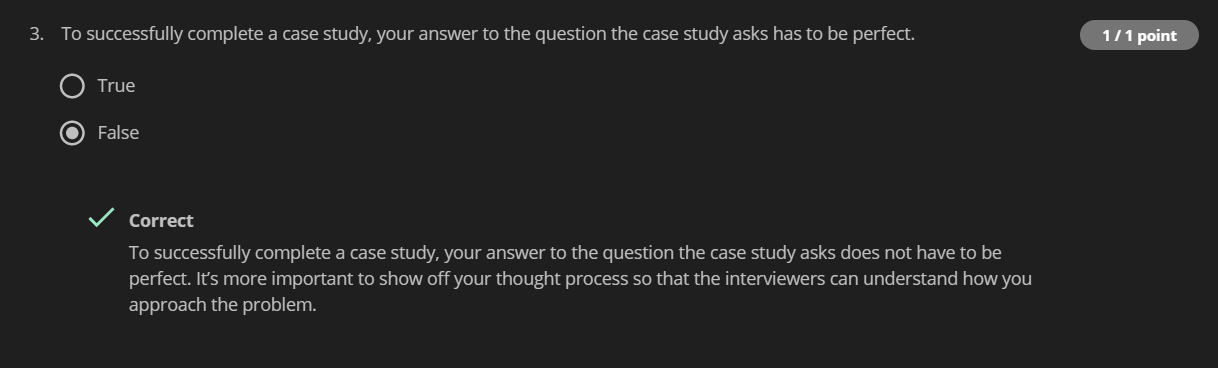 3. To successfully complete a case study, your answer to the question the case study asks has to be perfect.
1 / 1 point
True
False
Correct
To successfully complete a case study, your answer to the question the case study asks does not have to be
perfect. It’s more important to show off your thought process so that the interviewers can understand how you
approach the problem.